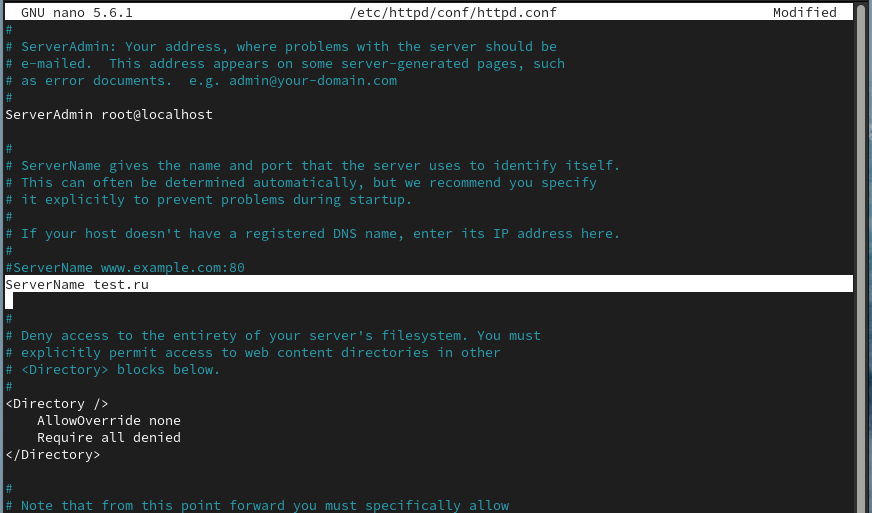 GNU nano 5.6.1 /etc/httpd/conf/httpd.conf Modified
#
# ServerAdmin: Your address, where problems with the server should be
# e-mailed.  This address appears on some server-generated pages, such
# as error documents.  e.g. admin@your-domain.com
#
ServerAdmin root@localhost
#
# ServerName gives the name and port that the server uses to identify itself.
# This can often be determined automatically, but we recommend you specify
# it explicitly to prevent problems during startup.
#
# If your host doesn't have a registered DNS name, enter its IP address here.
#
#ServerName www.example.com:80
ServerName test.ru
#
# Deny access to the entirety of your server's filesystem. You must
# explicitly permit access to web content directories in other
# <Directory> blocks below.
#
<Directory />
    AllowOverride none
    Require all denied
</Directory>
#
# Note that from this point forward you must specifically allow